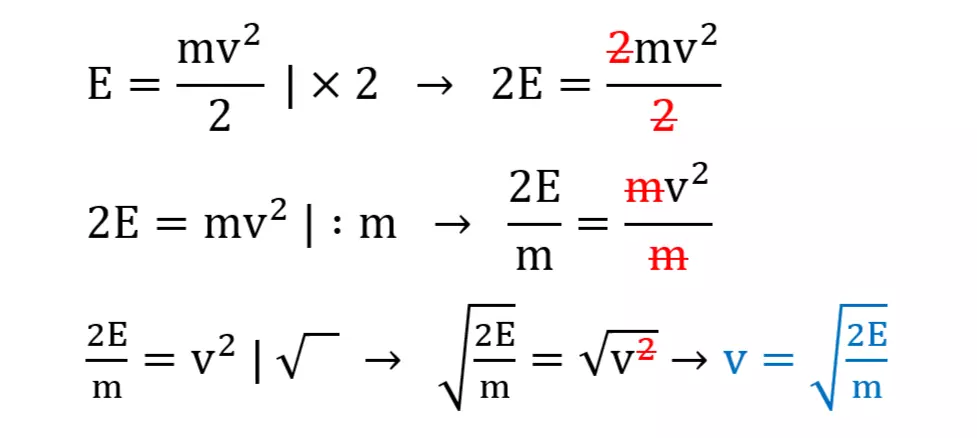 E = mv²/2 | × 2 → 2E = 2mv²/2
2E = mv² | : m → 2E/m = mv²/m
2E/m = v² | √ → √(2E/m) = √v² → v = √(2E/m)